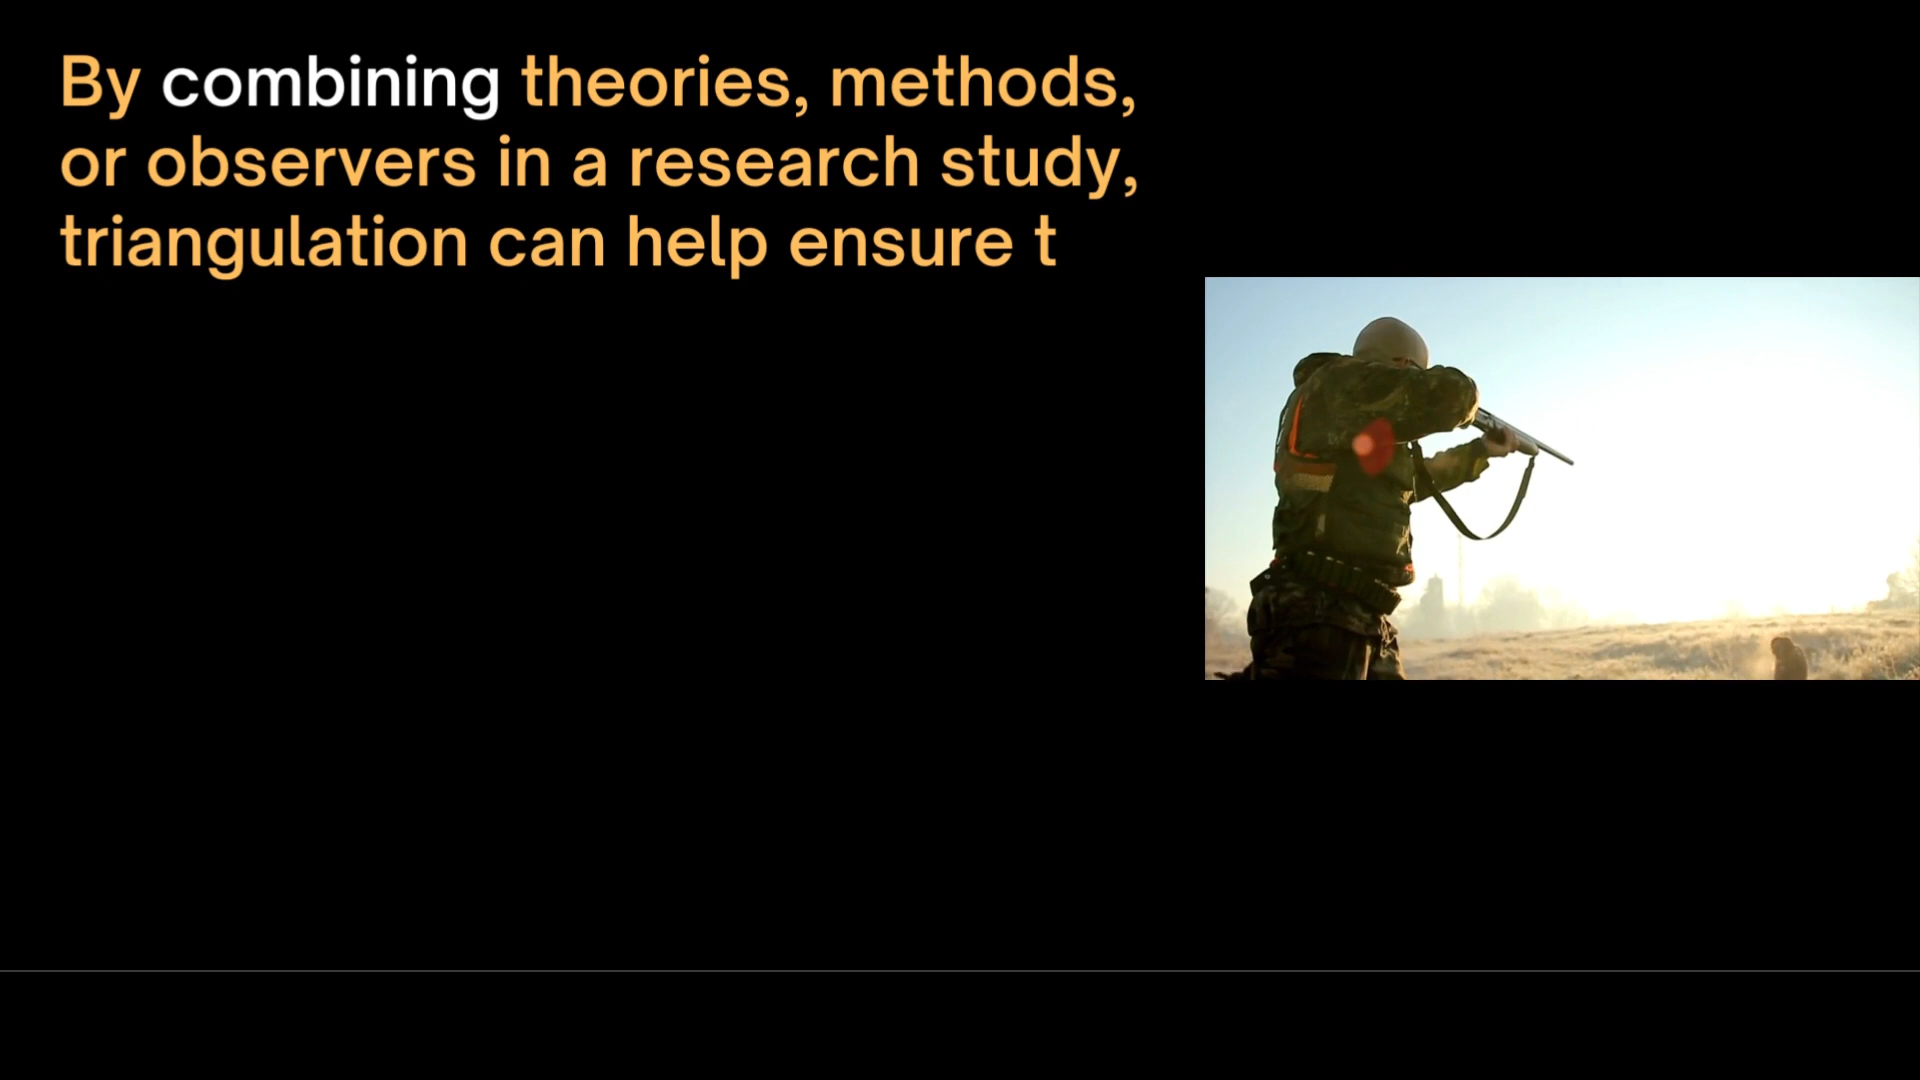 By combining theories, methods,
or observers in a research study,
triangulation can help ensure t